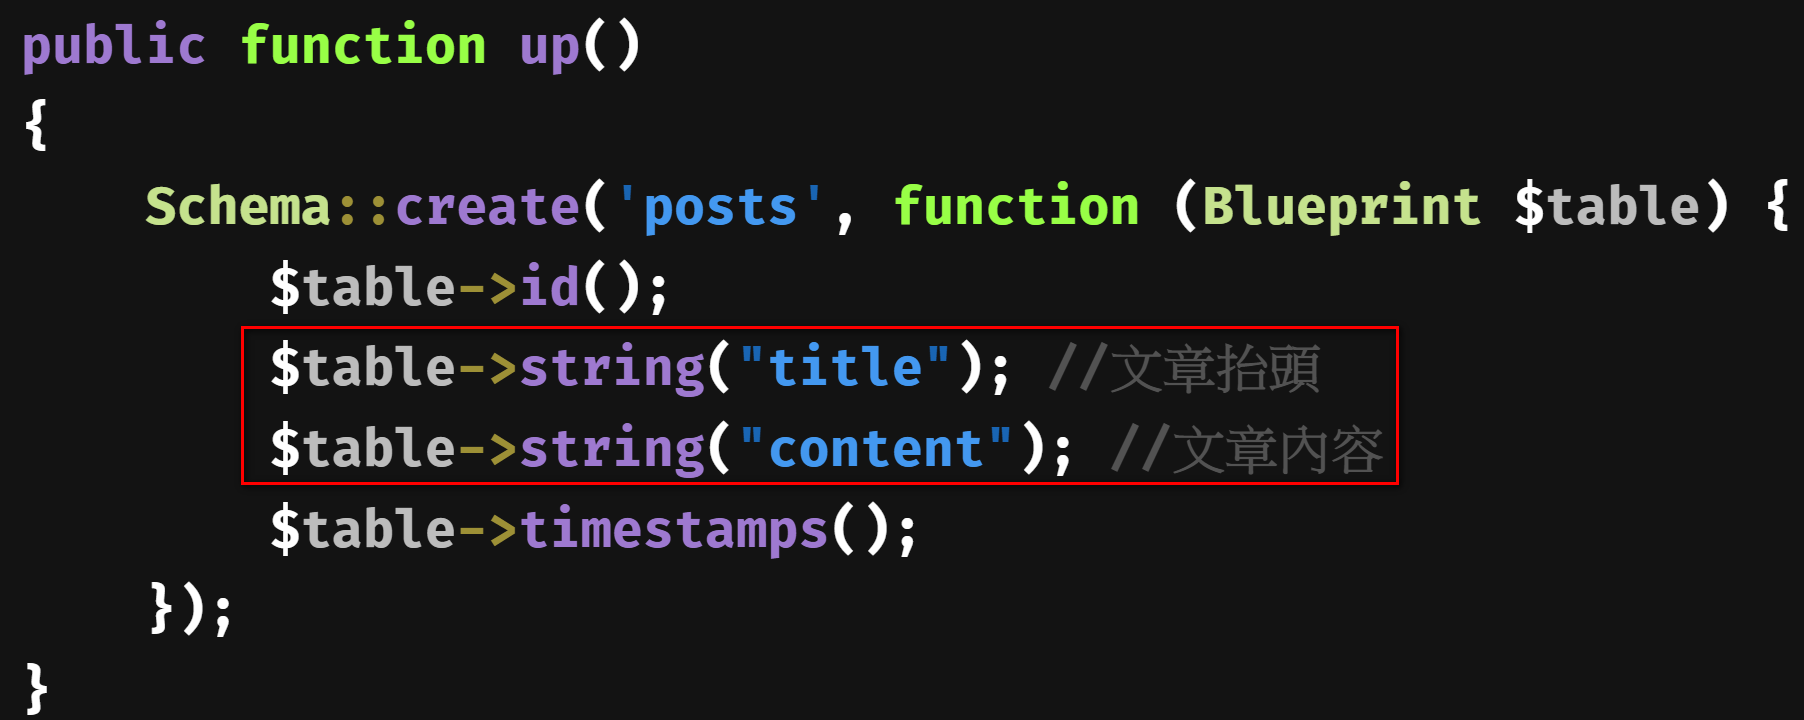 public function up()
{
    Schema::create('posts', function (Blueprint $table) {
        $table->id();
        $table->string("title"); //文章抬頭
        $table->string("content"); //文章內容
        $table->timestamps();
    });
}